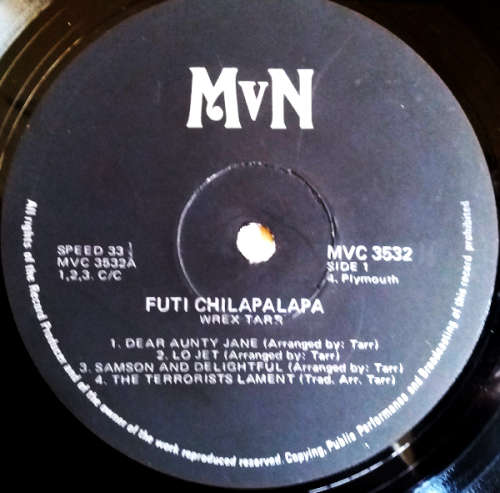 MvN
SPEED 33 1/3
MVC 3532A
1,2,3. C/C
MVC 3532
SIDE 1
4. Plymouth
FUTI CHILAPALAPA
WREX TARR
1. DEAR AUNTY JANE (Arranged by: Tarr)
2. LO JET (Arranged by: Tarr)
3. SAMSON AND DELIGHTFUL (Arranged by: Tarr)
4. THE TERRORISTS LAMENT (Trad. Arr. Tarr)
All rights of the Record Producer and of the owner of the work reproduced reserved. Copying, Public Performance and Broadcasting of this record prohibited